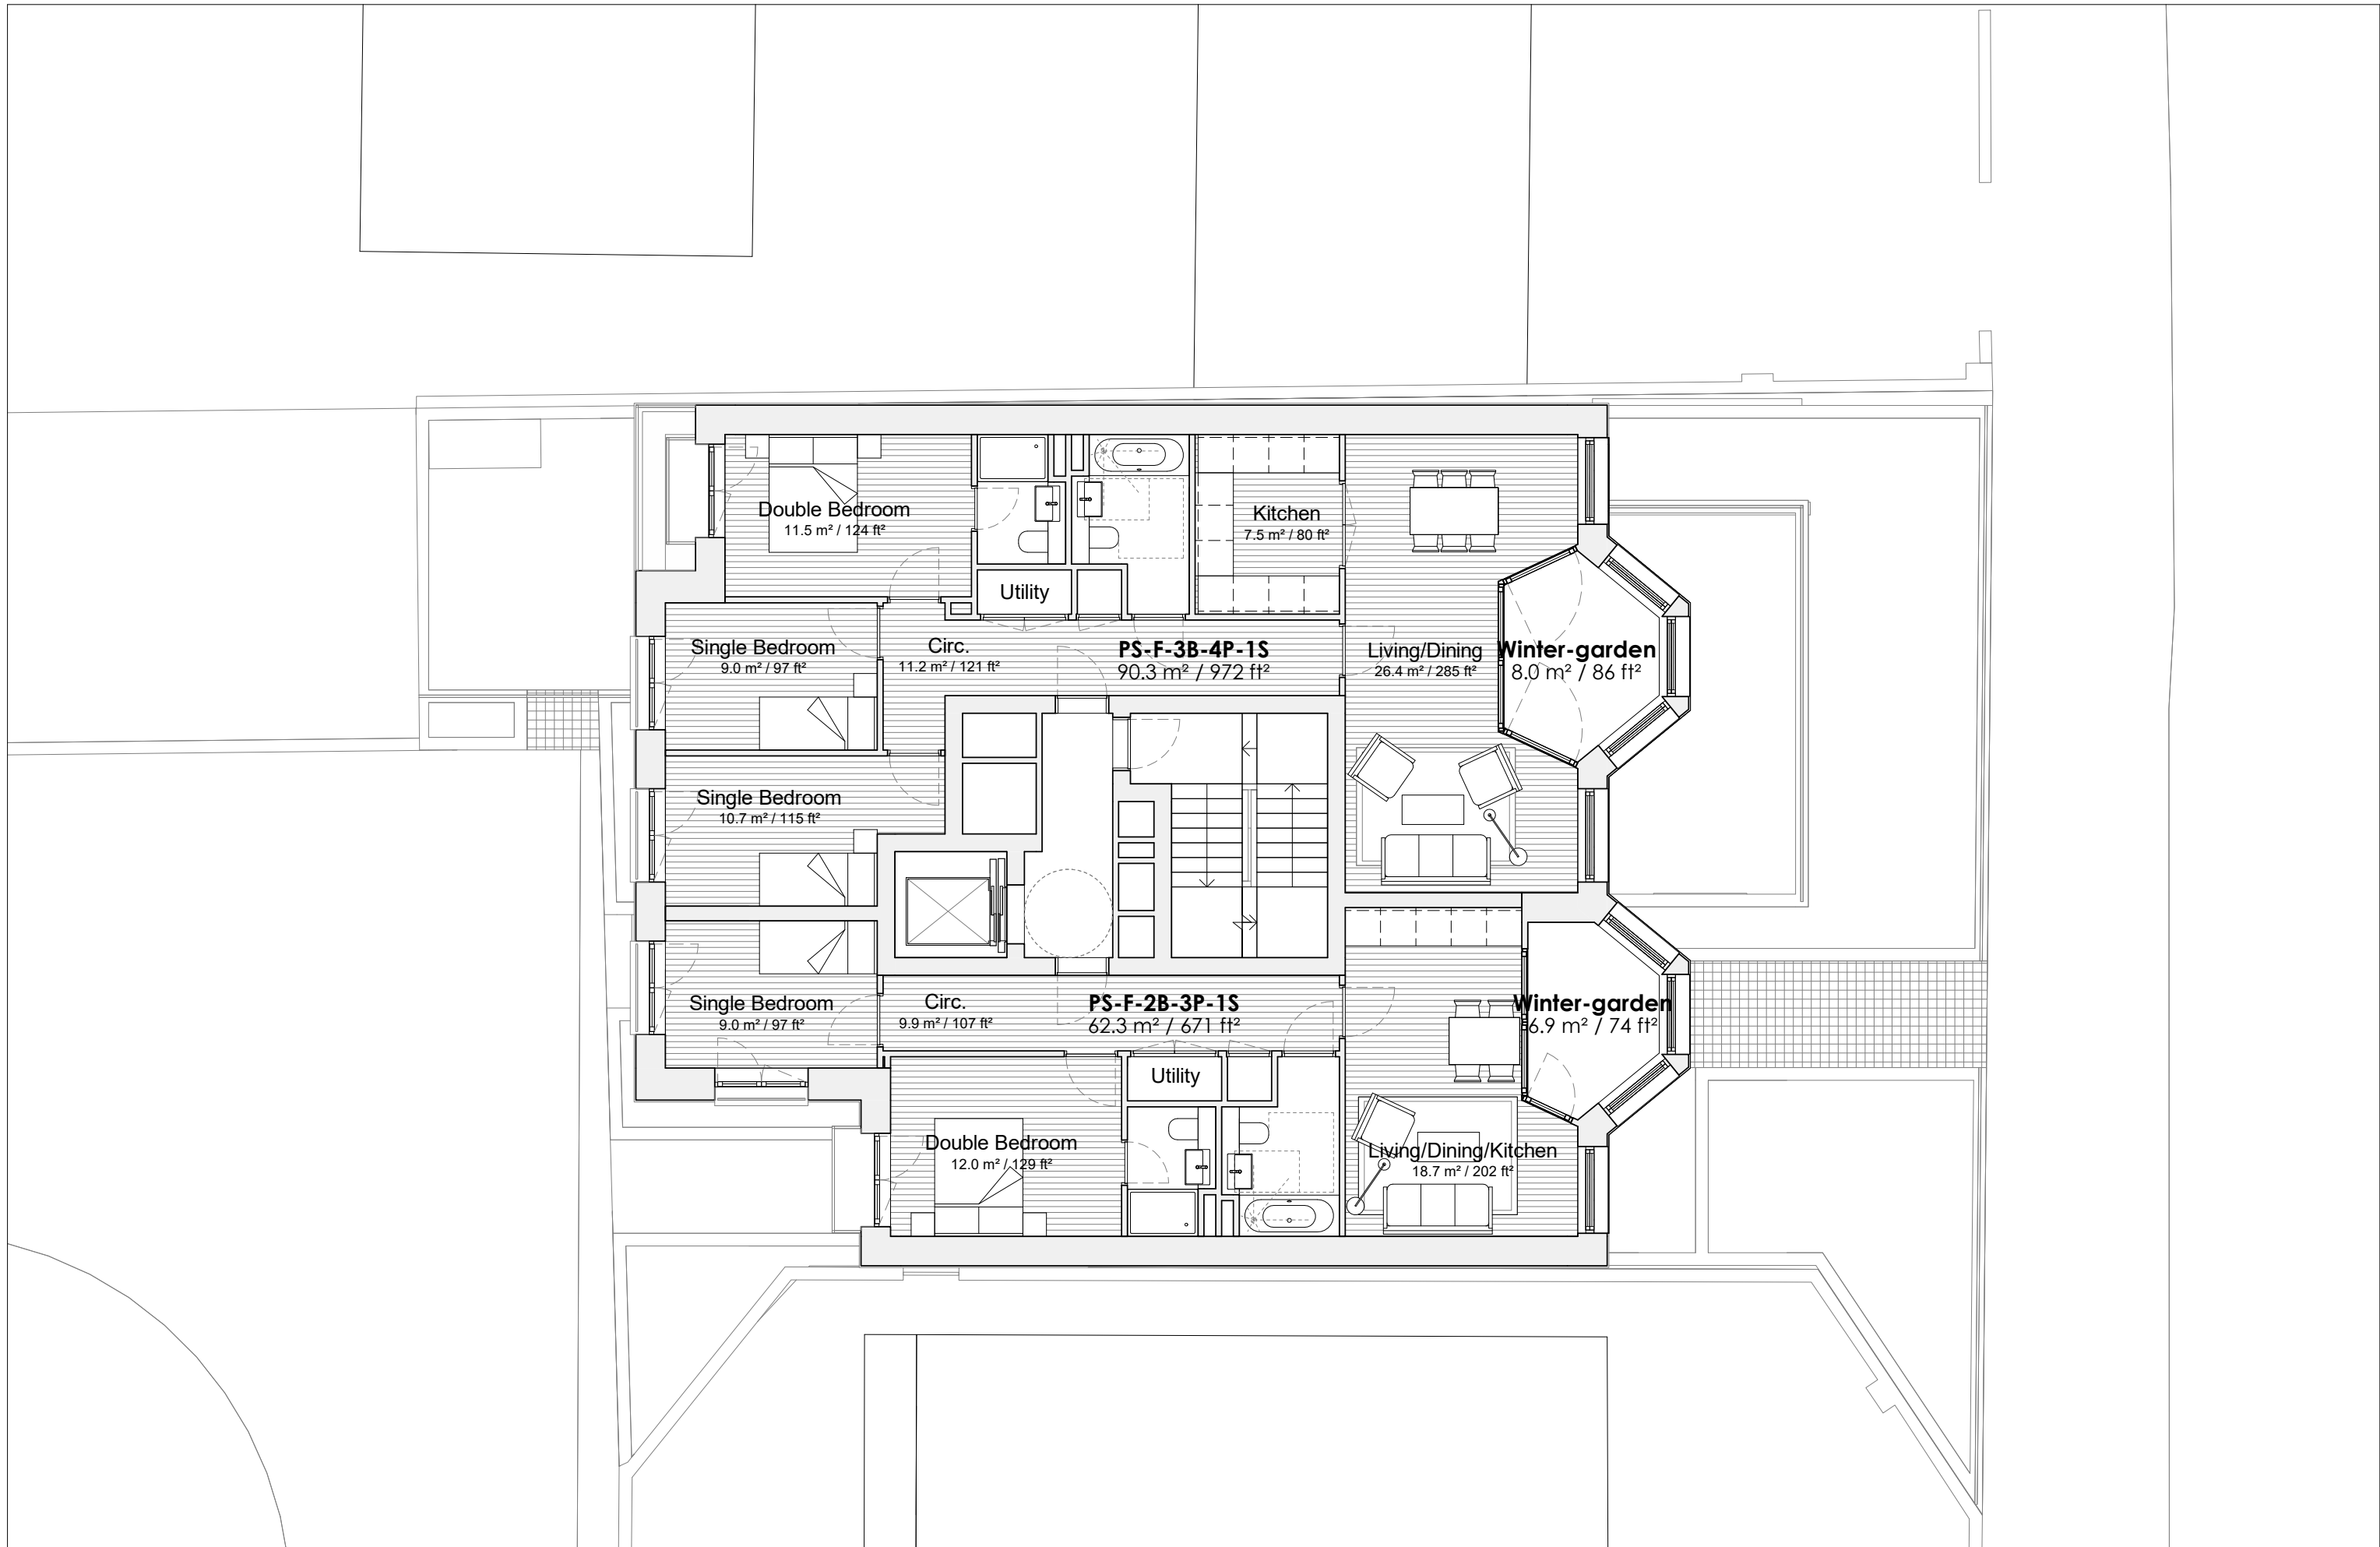 Double Bedroom
11.5 m² / 124 ft²
Kitchen
7.5 m² / 80 ft²
Utility
Single Bedroom
9.0 m² / 97 ft²
Circ.
11.2 m² / 121 ft²
PS-F-3B-4P-1S
90.3 m² / 972 ft²
Living/Dining
26.4 m² / 285 ft²
Winter-garden
8.0 m² / 86 ft²
Single Bedroom
10.7 m² / 115 ft²
Single Bedroom
9.0 m² / 97 ft²
Circ.
9.9 m² / 107 ft²
PS-F-2B-3P-1S
62.3 m² / 671 ft²
Winter-garden
6.9 m² / 74 ft²
Utility
Double Bedroom
12.0 m² / 129 ft²
Living/Dining/Kitchen
18.7 m² / 202 ft²